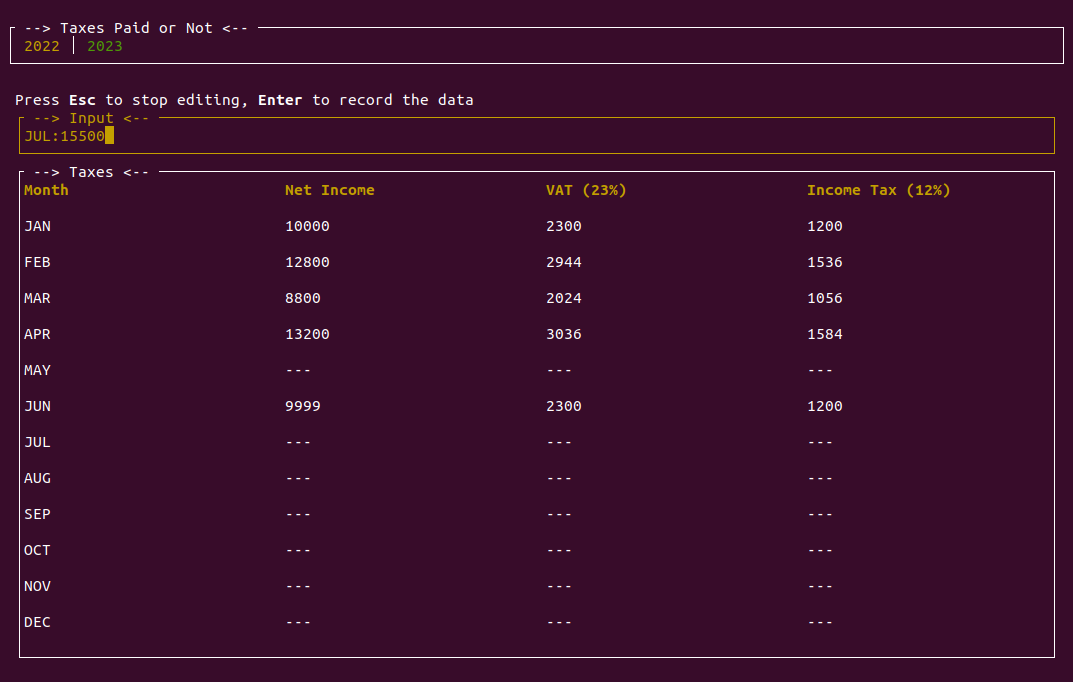 --> Taxes Paid or Not <--
2022 | 2023
Press Esc to stop editing, Enter to record the data
--> Input <--
JUL:15500
--> Taxes <--
Month Net Income VAT (23%) Income Tax (12%)
JAN 10000 2300 1200
FEB 12800 2944 1536
MAR 8800 2024 1056
APR 13200 3036 1584
MAY --- --- ---
JUN 9999 2300 1200
JUL --- --- ---
AUG --- --- ---
SEP --- --- ---
OCT --- --- ---
NOV --- --- ---
DEC --- --- ---